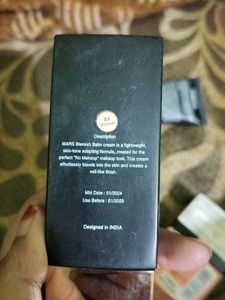 03
Description
MARS Blemish Balm cream is a lightweight,
skin-tone adapting formula, created for the
perfect "No Makeup" makeup look. This cream
effortlessly blends into the skin and creates a
veil-like finish.
Mfd Date : 01/2024
Use Before : 01/2028
Designed in INDIA